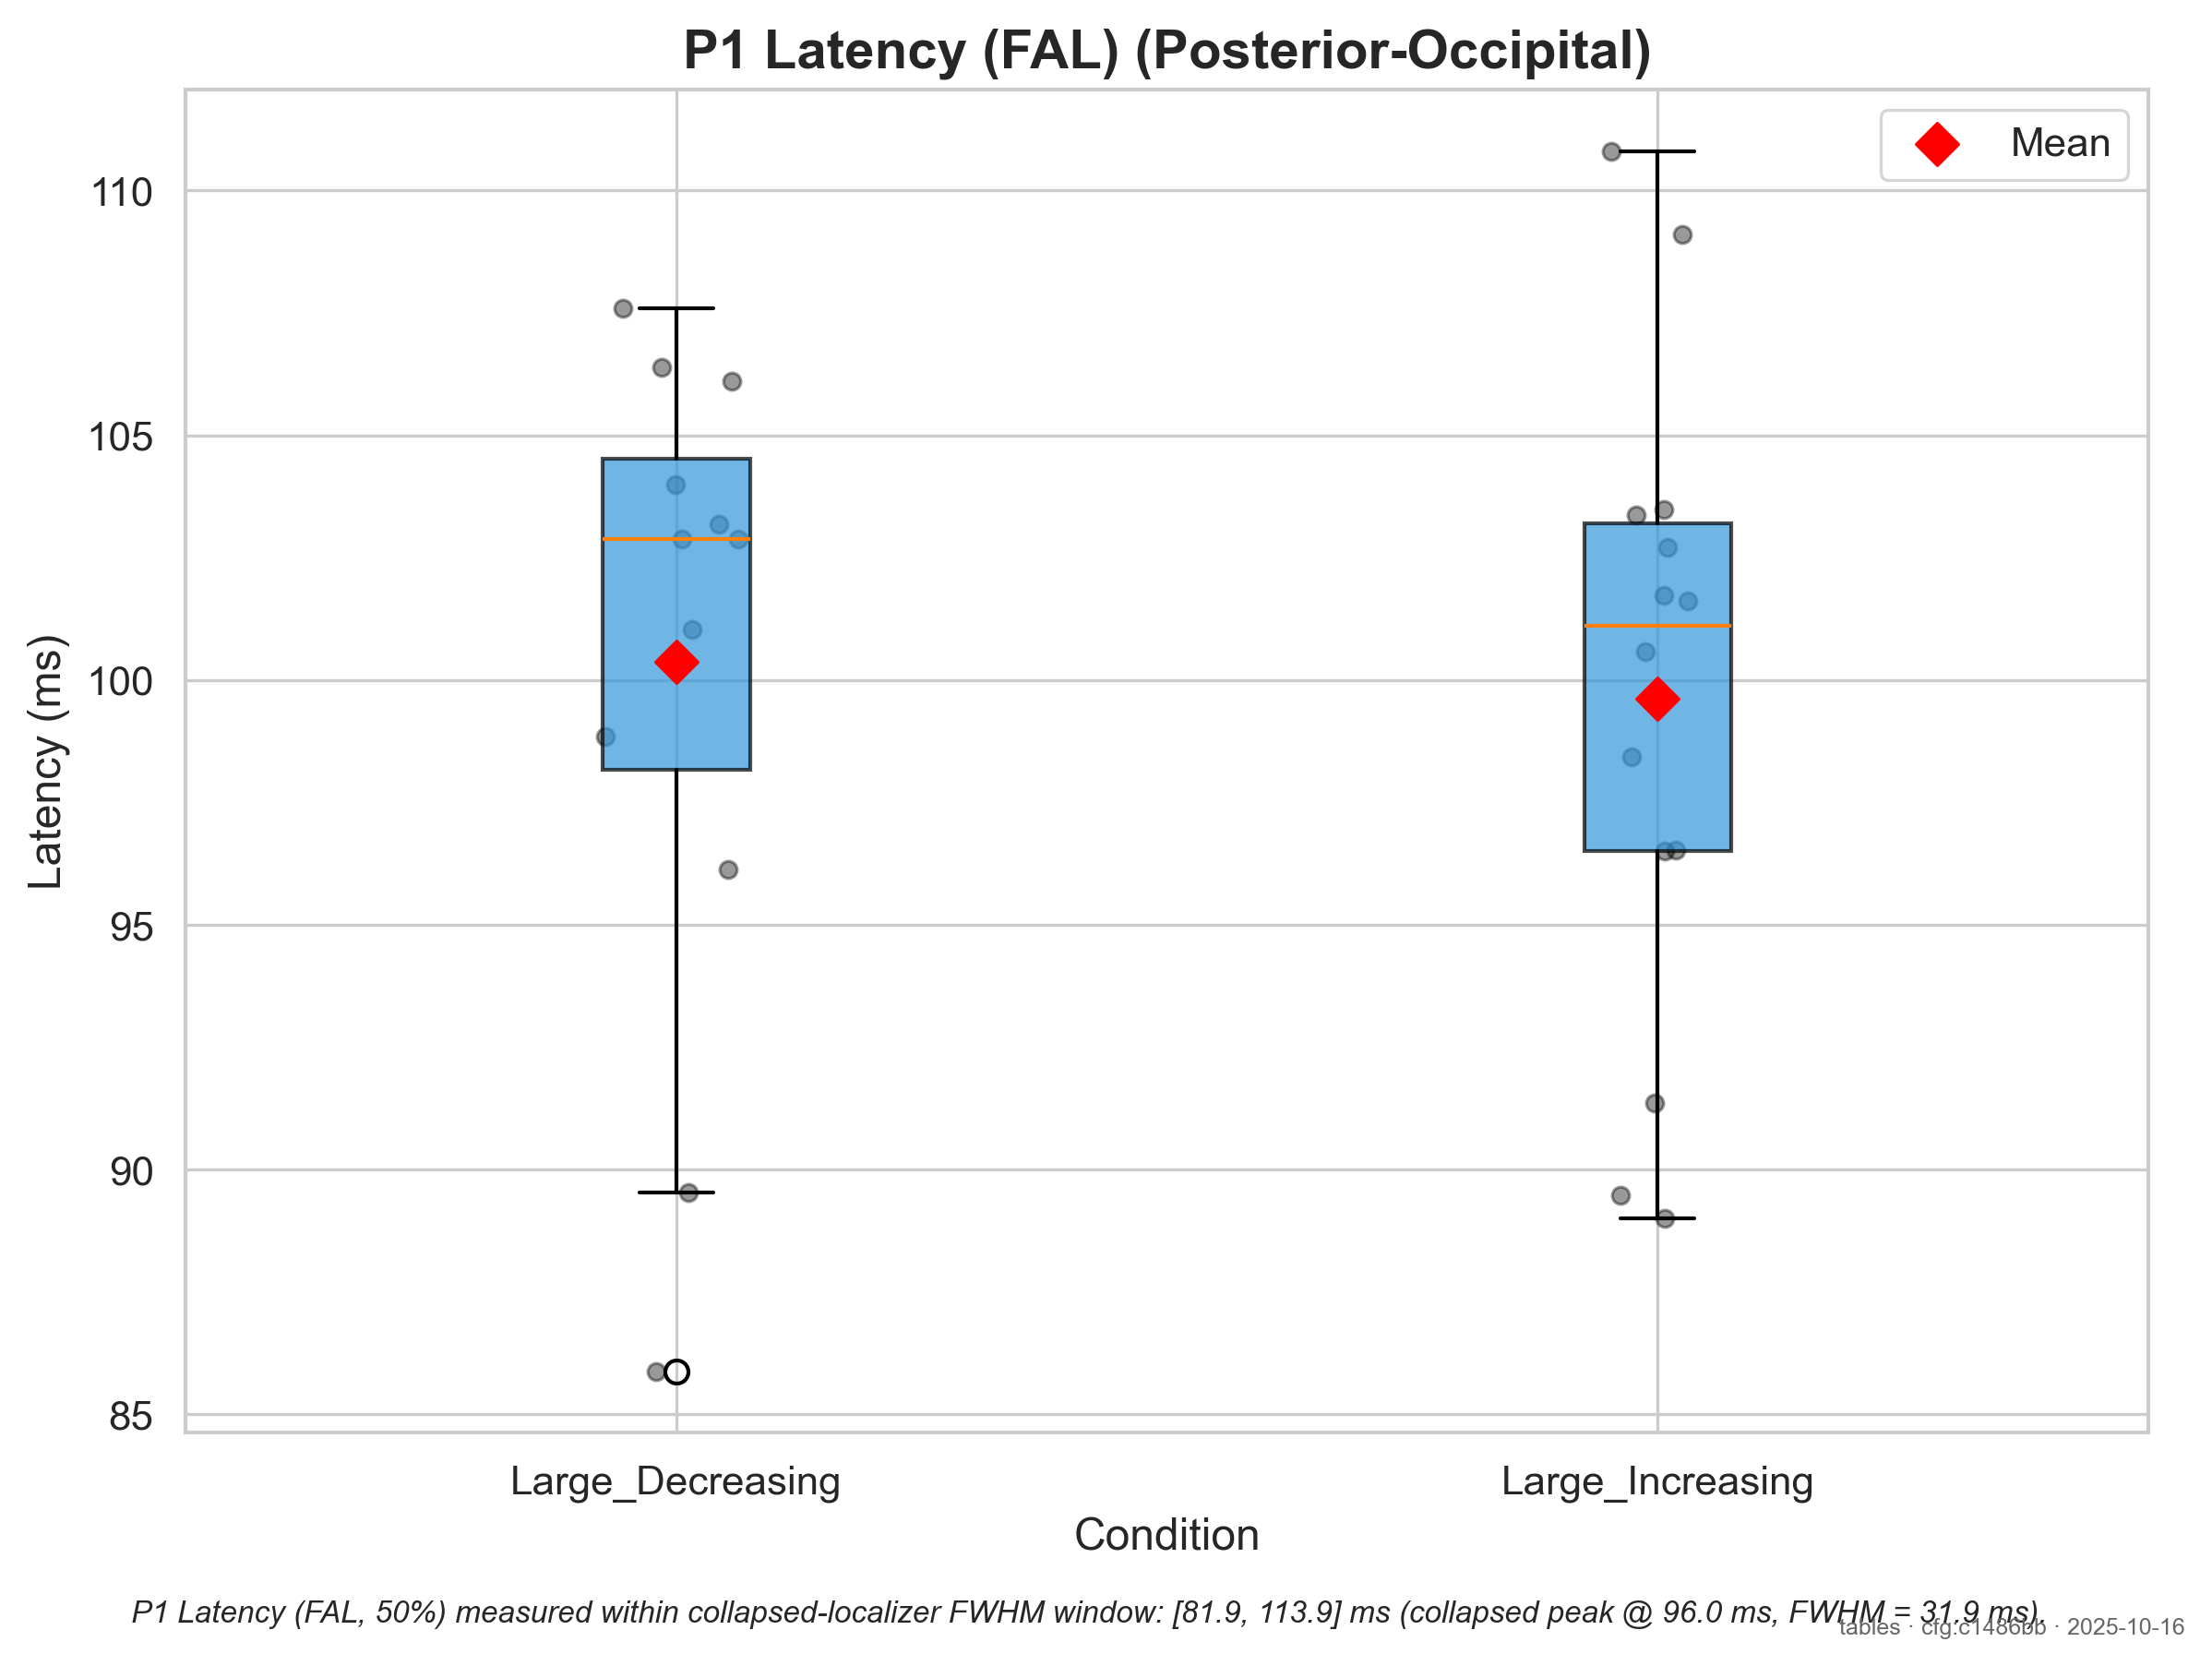 P1 Latency (FAL) (Posterior-Occipital)
Mean
110
105
100
95
90
85
Latency (ms)
Large_Decreasing
Large_Increasing
Condition
P1 Latency (FAL, 50%) measured within collapsed-localizer FWHM window: [81.9, 113.9] ms (collapsed peak @ 96.0 ms, FWHM = 31.9 ms).
tables · cfg:c1486bb · 2025-10-16